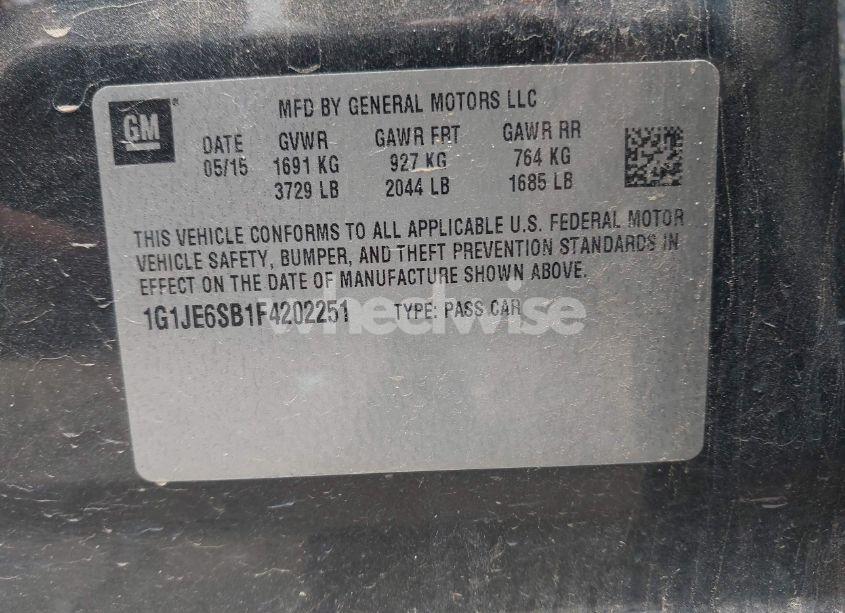 GM®
MFD BY GENERAL MOTORS LLC
DATE GVWR GAWR FRT GAWR RR
05/15 1691 KG 927 KG 764 KG
3729 LB 2044 LB 1685 LB
THIS VEHICLE CONFORMS TO ALL APPLICABLE U.S. FEDERAL MOTOR
VEHICLE SAFETY, BUMPER, AND THEFT PREVENTION STANDARDS IN
EFFECT ON THE DATE OF MANUFACTURE SHOWN ABOVE.
1G1JE6SB1F4202251 TYPE: PASS CAR
wheelwise